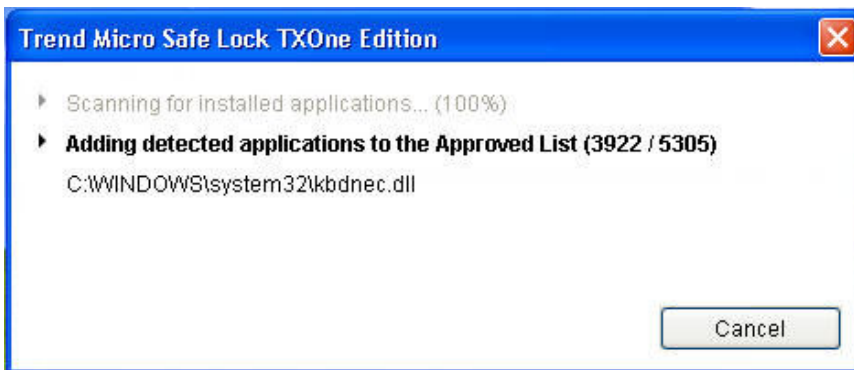 Trend Micro Safe Lock TXOne Edition
Scanning for installed applications... (100%)
Adding detected applications to the Approved List (3922 / 5305)
C:\WINDOWS\system32\kbdnec.dll
Cancel